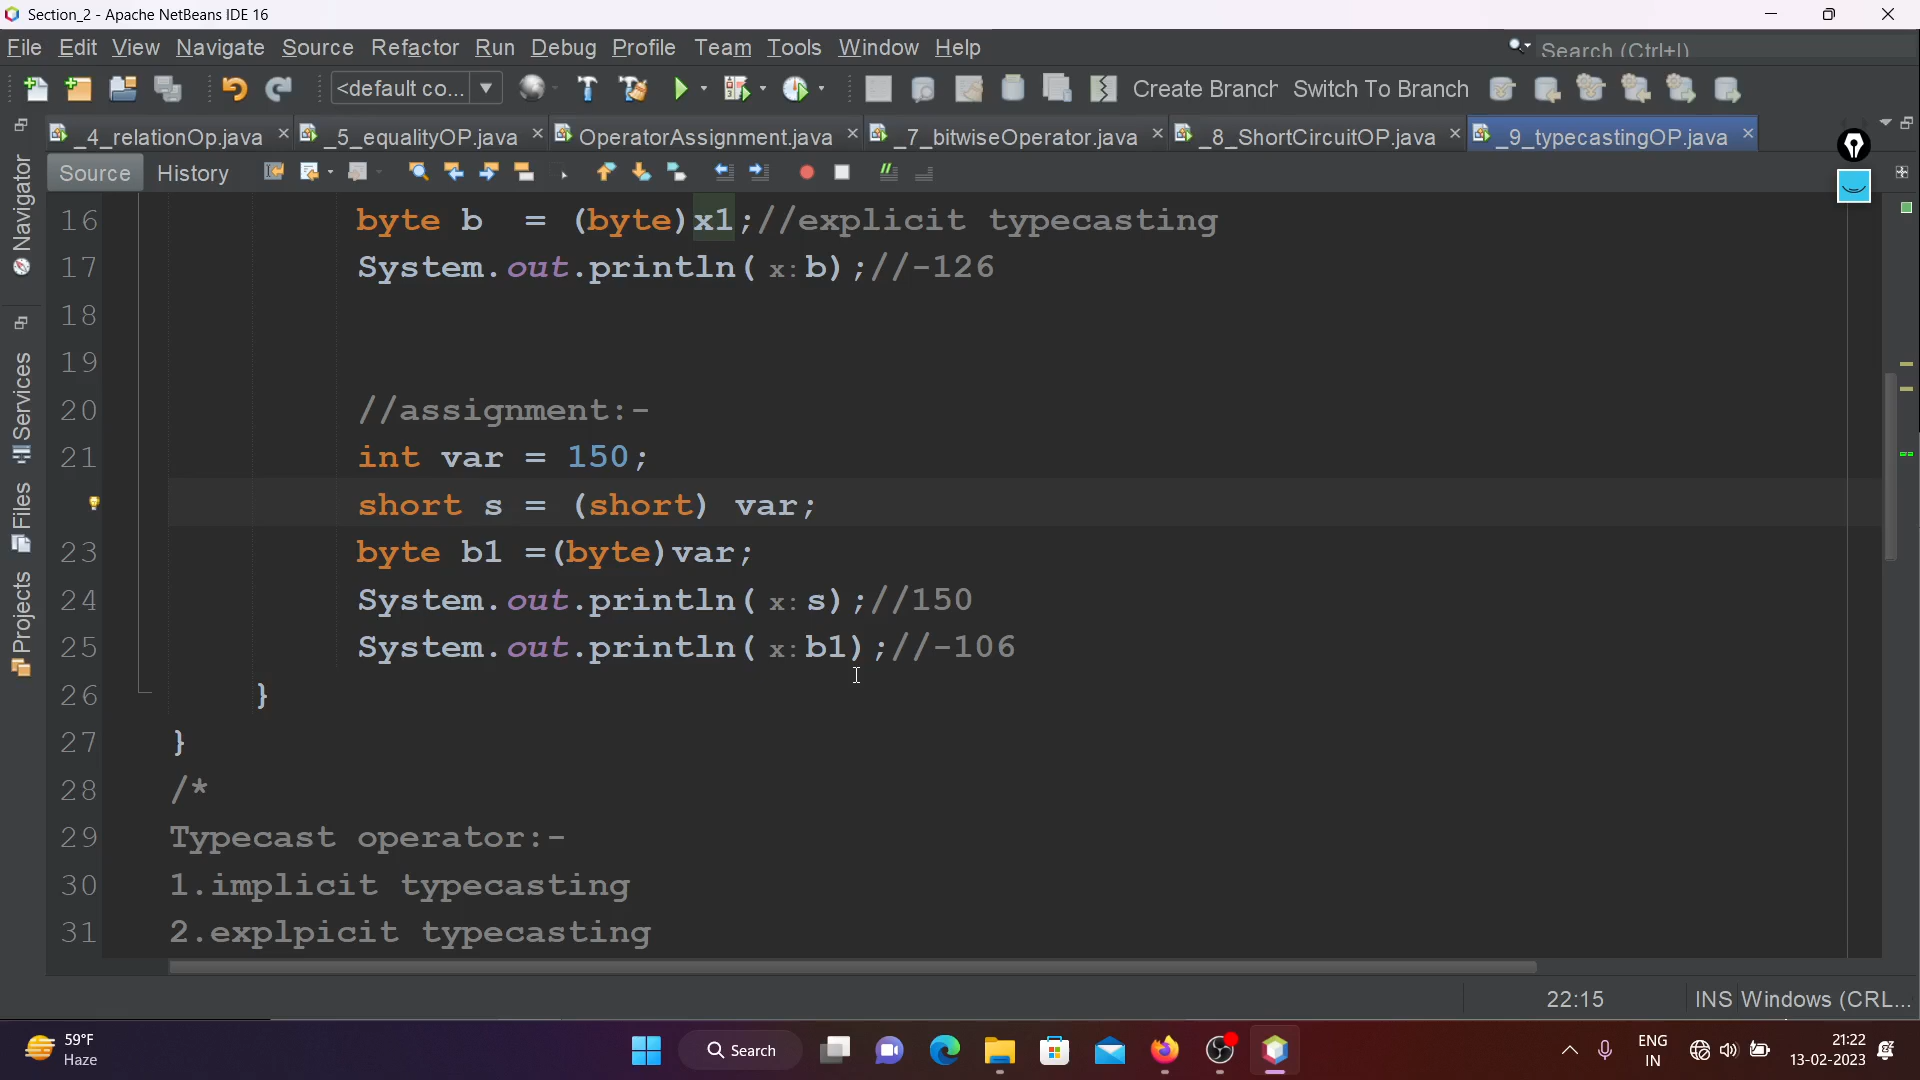 Section_2 - Apache NetBeans IDE 16
File Edit View Navigate Source Refactor Run Debug Profile Team Tools Window Help
Search (Ctrl+I)
<default co...
Create Branch Switch To Branch
_4_relationOp.java _5_equalityOP.java OperatorAssignment.java _7_bitwiseOperator.java _8_ShortCircuitOP.java _9_typecastingOP.java
Source History
Navigator
Services
Files
Projects
16 byte b = (byte)x1;//explicit typecasting
17 System.out.println( x: b);//-126
18
19
20 //assignment:-
21 int var = 150;
short s = (short) var;
23 byte b1 =(byte)var;
24 System.out.println( x: s);//150
25 System.out.println( x: b1);//-106
26 }
27 }
28 /*
29 Typecast operator:-
30 1.implicit typecasting
31 2.explpicit typecasting
22:15 INS Windows (CRL...
59°F
Haze
Search
ENG
IN
21:22
13-02-2023